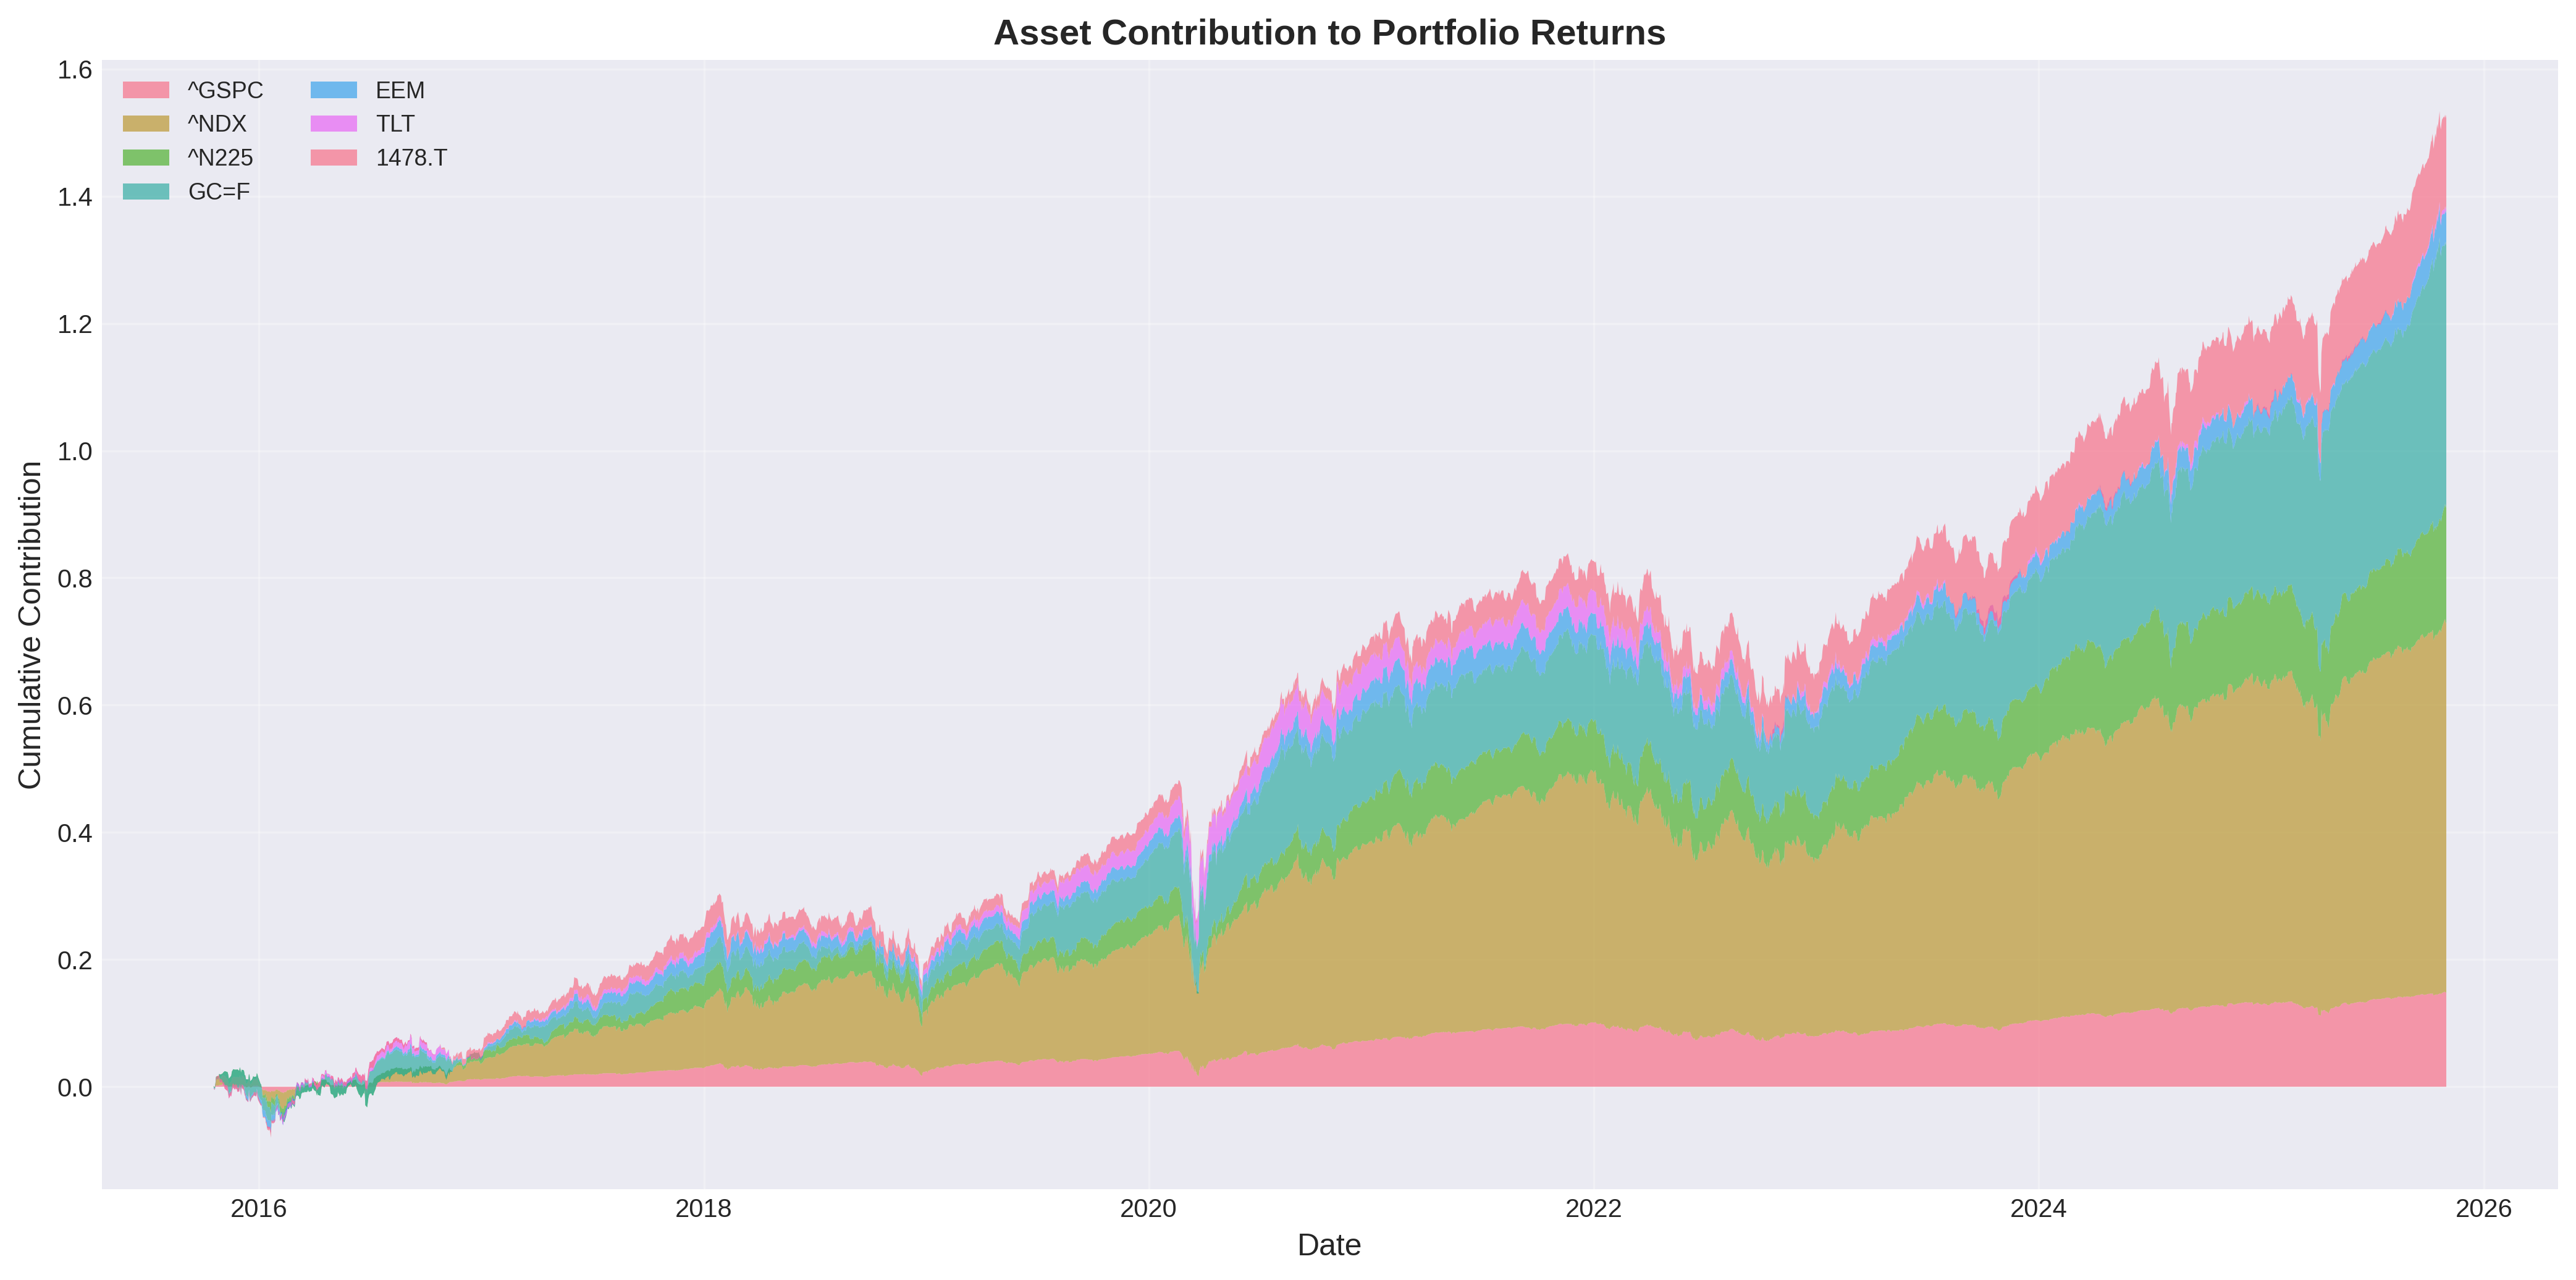 Asset Contribution to Portfolio Returns
^GSPC
^NDX
^N225
GC=F
EEM
TLT
1478.T
Cumulative Contribution
1.6
1.4
1.2
1.0
0.8
0.6
0.4
0.2
0.0
2016
2018
2020
2022
2024
2026
Date